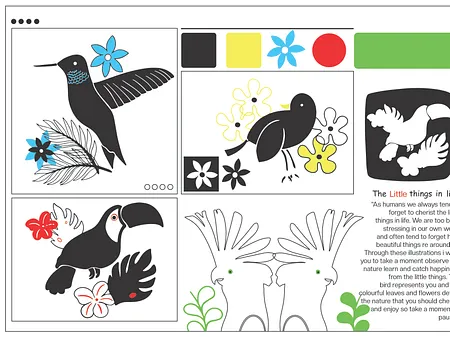 The Little things in li
"As humans we always tend
forget to cherist the li
things in life. We are too b
stressing in our own w
and often tend to forget h
beautiful things re around
Through these illustrations i w
you to take a moment observe
nature learn and catch happin
from the little things. T
bird represents you and
colourful leaves and flowers de
the nature that you should che
and enjoy so take a momen
pau